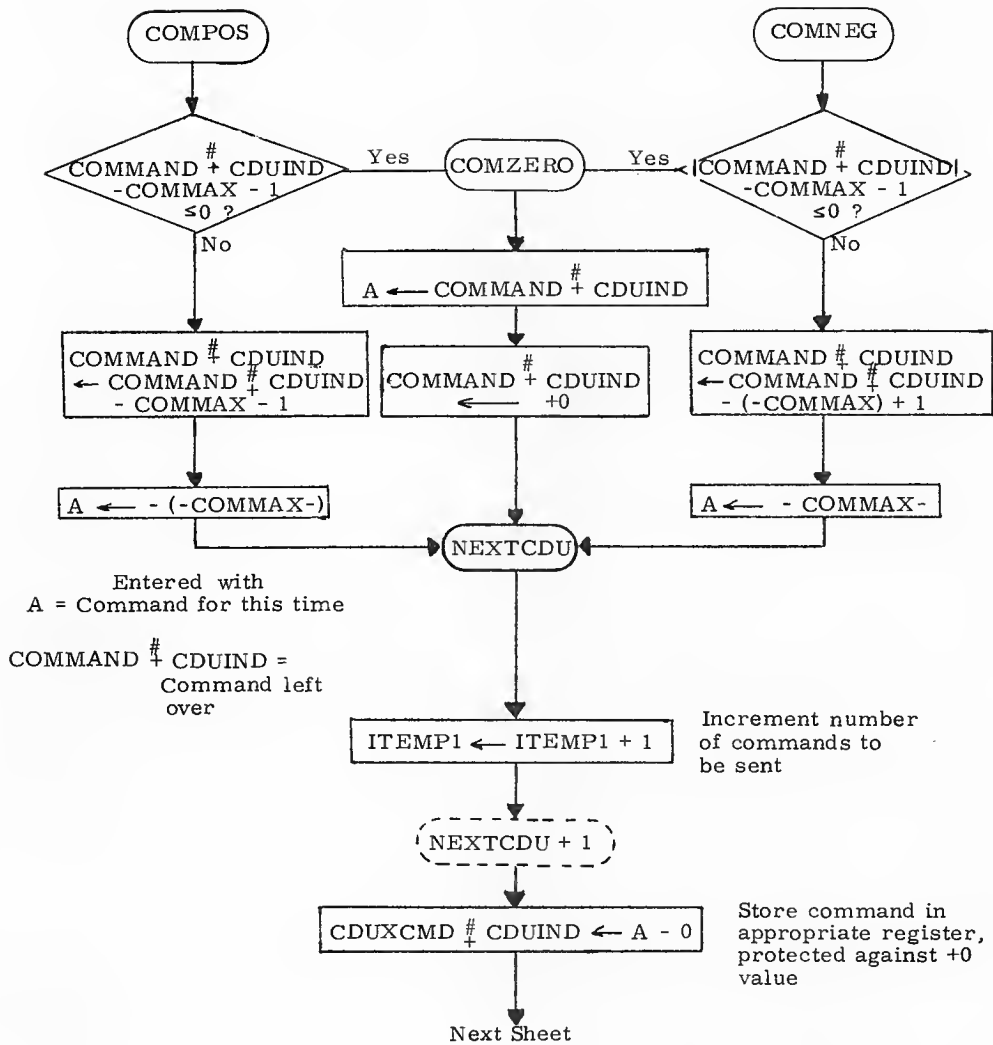 COMPOS
COMNEG
COMMAND # + CDUIND
-COMMAX - 1
≤0 ?
Yes
COMZERO
Yes
|COMMAND # + CDUIND|
-COMMAX - 1
≤0 ?
No
No
A ← COMMAND # + CDUIND
COMMAND # + CDUIND
← COMMAND # + CDUIND
- COMMAX - 1
COMMAND # + CDUIND
← +0
COMMAND # + CDUIND
← COMMAND # + CDUIND
- (-COMMAX) + 1
A ← - (-COMMAX-)
A ← - COMMAX-
NEXTCDU
Entered with
A = Command for this time
COMMAND # + CDUIND =
Command left
over
ITEMP1 ← ITEMP1 + 1
Increment number
of commands to
be sent
NEXTCDU + 1
CDUXCMD # + CDUIND ← A - 0
Store command in
appropriate register,
protected against +0
value
Next Sheet